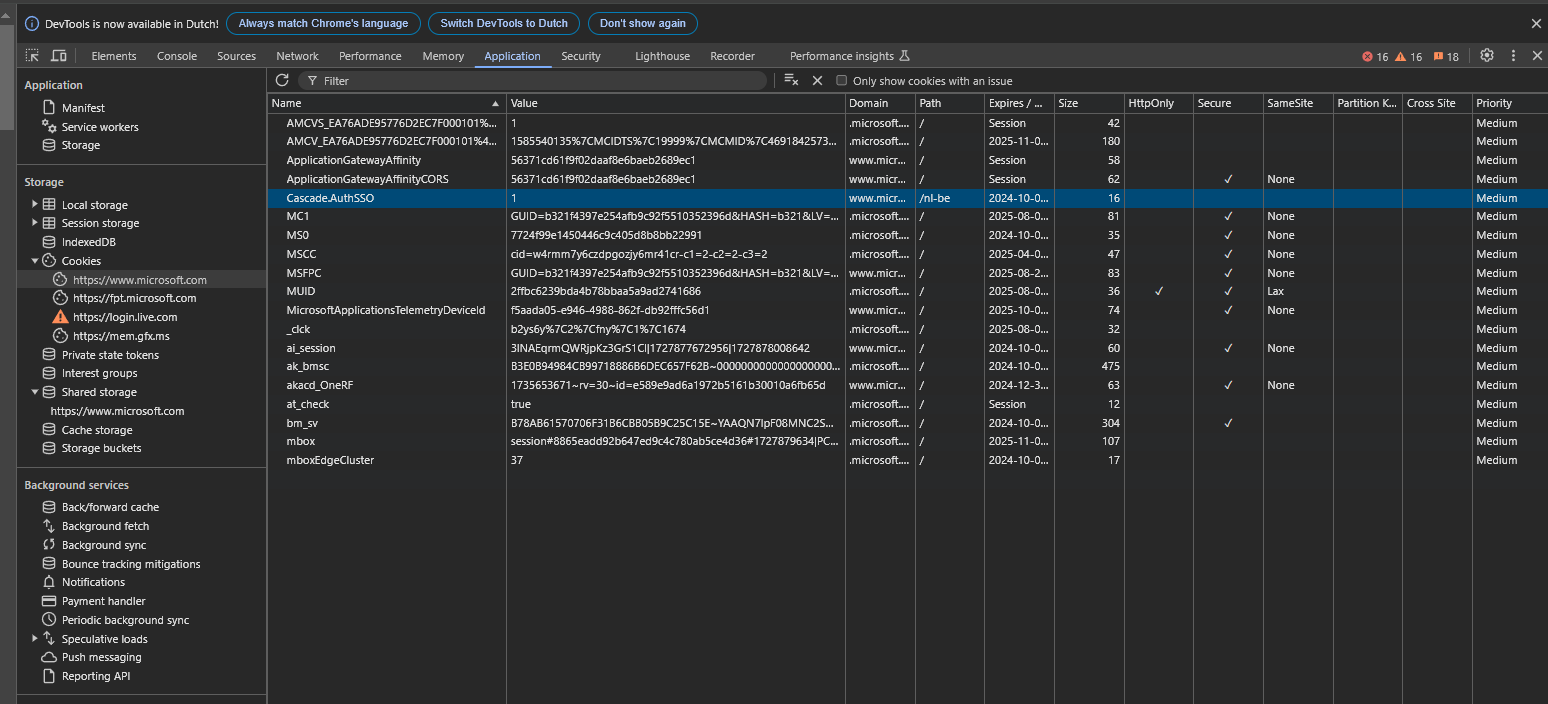 DevTools is now available in Dutch! Always match Chrome's language Switch DevTools to Dutch Don't show again
Elements Console Sources Network Performance Memory Application Security Lighthouse Recorder Performance insights 16 16 18
Application
Manifest
Service workers
Storage
Storage
Local storage
Session storage
IndexedDB
Cookies
https://www.microsoft.com
https://fpt.microsoft.com
https://login.live.com
https://mem.gfx.ms
Private state tokens
Interest groups
Shared storage
https://www.microsoft.com
Cache storage
Storage buckets
Background services
Back/forward cache
Background fetch
Background sync
Bounce tracking mitigations
Notifications
Payment handler
Periodic background sync
Speculative loads
Push messaging
Reporting API
Filter Only show cookies with an issue
Name Value Domain Path Expires / ... Size HttpOnly Secure SameSite Partition K... Cross Site Priority
AMCVS_EA76ADE95776D2EC7F000101%... 1 .microsoft.... / Session 42 Medium
AMCV_EA76ADE95776D2EC7F000101%4... 1585540135%7CMCIDTS%7C19999%7CMCMID%7C4691842573... .microsoft.... / 2025-11-0... 180 Medium
ApplicationGatewayAffinity 56371cd61f9f02daaf8e6baeb2689ec1 www.micr... / Session 58 Medium
ApplicationGatewayAffinityCORS 56371cd61f9f02daaf8e6baeb2689ec1 www.micr... / Session 62 ✓ None Medium
Cascade.AuthSSO 1 www.micr... /nl-be 2024-10-0... 16 Medium
MC1 GUID=b321f4397e254afb9c92f5510352396d&HASH=b321&LV=... .microsoft.... / 2025-08-0... 81 ✓ None Medium
MS0 7724f99e1450446c9c405d8b8bb22991 .microsoft.... / 2024-10-0... 35 ✓ None Medium
MSCC cid=w4rmm7y6czdpgozjy6mr41cr-c1=2-c2=2-c3=2 .microsoft.... / 2025-04-0... 47 ✓ None Medium
MSFPC GUID=b321f4397e254afb9c92f5510352396d&HASH=b321&LV=... www.micr... / 2025-08-2... 83 ✓ None Medium
MUID 2ffbc6239bda4b78bbaa5a9ad2741686 .microsoft.... / 2025-08-0... 36 ✓ ✓ Lax Medium
MicrosoftApplicationsTelemetryDeviceId f5aada05-e946-4988-862f-db92fffc56d1 www.micr... / 2025-10-0... 74 ✓ None Medium
_clck b2ys6y%7C2%7Cfny%7C1%7C1674 .microsoft.... / 2025-08-0... 32 Medium
ai_session 3lNAEqrmQWRjpKz3GrS1Cl|1727877672956|1727878008642 www.micr... / 2024-10-0... 60 ✓ None Medium
ak_bmsc B3E0B94984CB99718886B6DEC657F62B~0000000000000000000... .microsoft.... / 2024-10-0... 475 Medium
akacd_OneRF 1735653671~rv=30~id=e589e9ad6a1972b5161b30010a6fb65d www.micr... / 2024-12-3... 63 ✓ None Medium
at_check true .microsoft.... / Session 12 Medium
bm_sv B78AB61570706F31B6CBB05B9C25C15E~YAAQN7IpF08MNC2S... .microsoft.... / 2024-10-0... 304 ✓ Medium
mbox session#8865eadd92b647ed9c4c780ab5ce4d36#1727879634|PC... .microsoft.... / 2025-11-0... 107 Medium
mboxEdgeCluster 37 .microsoft.... / 2024-10-0... 17 Medium